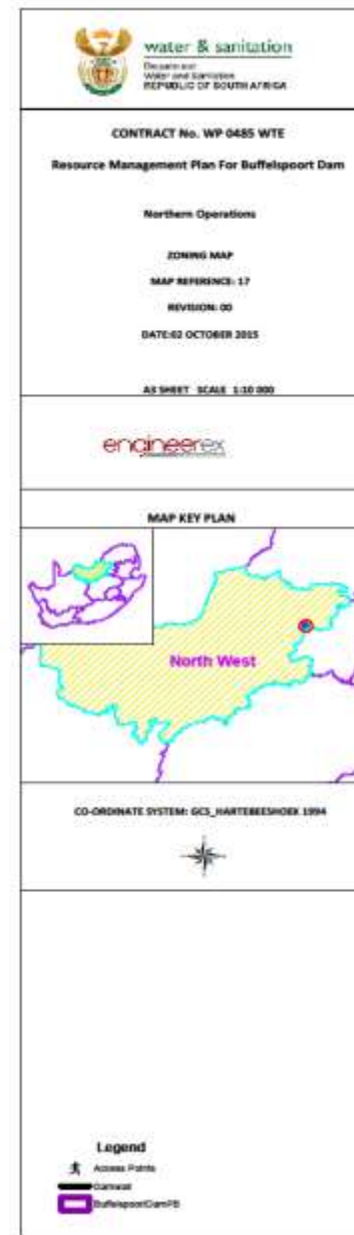 water & sanitation
Department:
Water and Sanitation
REPUBLIC OF SOUTH AFRICA
CONTRACT No. WP 0485 WTE
Resource Management Plan For Buffelspoort Dam
Northern Operations
ZONING MAP
MAP REFERENCE: 17
REVISION: 00
DATE:02 OCTOBER 2015
A3 SHEET SCALE 1:10 000
engineerex
MAP KEY PLAN
North West
CO-ORDINATE SYSTEM: GCS_HARTEBEESHOEK 1994
Legend
Access Points
Damwall
BuffelspoortDamPB